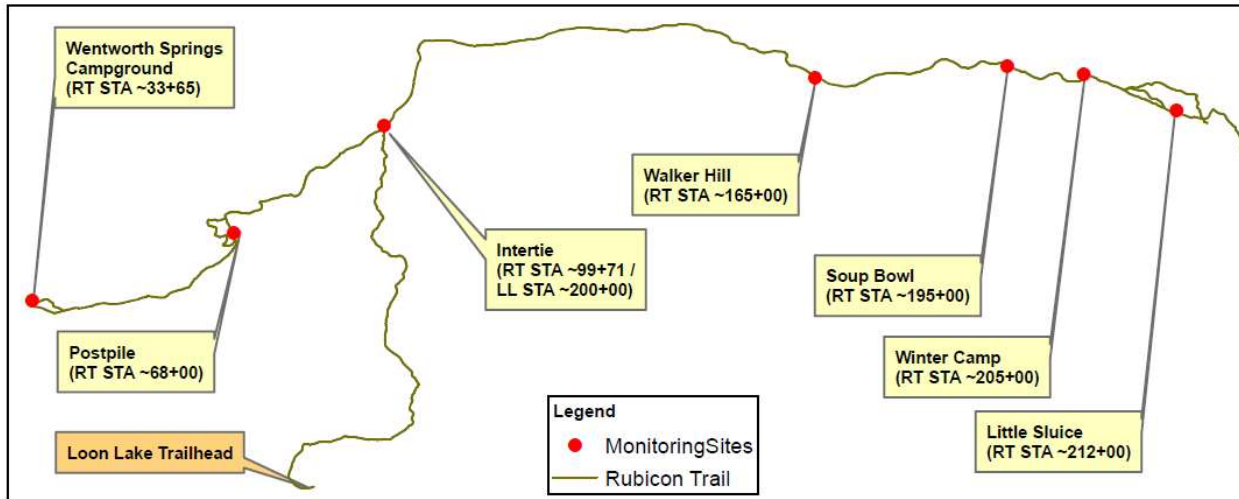 Wentworth Springs
Campground
(RT STA ~33+65)
Walker Hill
(RT STA ~165+00)
Intertie
(RT STA ~99+71 /
LL STA ~200+00)
Soup Bowl
(RT STA ~195+00)
Postpile
(RT STA ~68+00)
Winter Camp
(RT STA ~205+00)
Loon Lake Trailhead
Legend
MonitoringSites
Rubicon Trail
Little Sluice
(RT STA ~212+00)